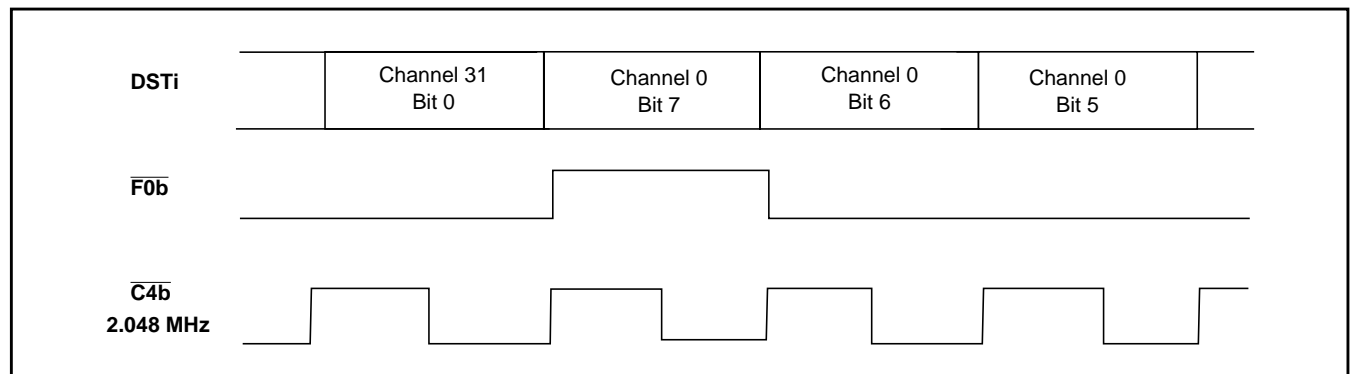 DSTi
Channel 31
Bit 0
Channel 0
Bit 7
Channel 0
Bit 6
Channel 0
Bit 5
F0b
C4b
2.048 MHz